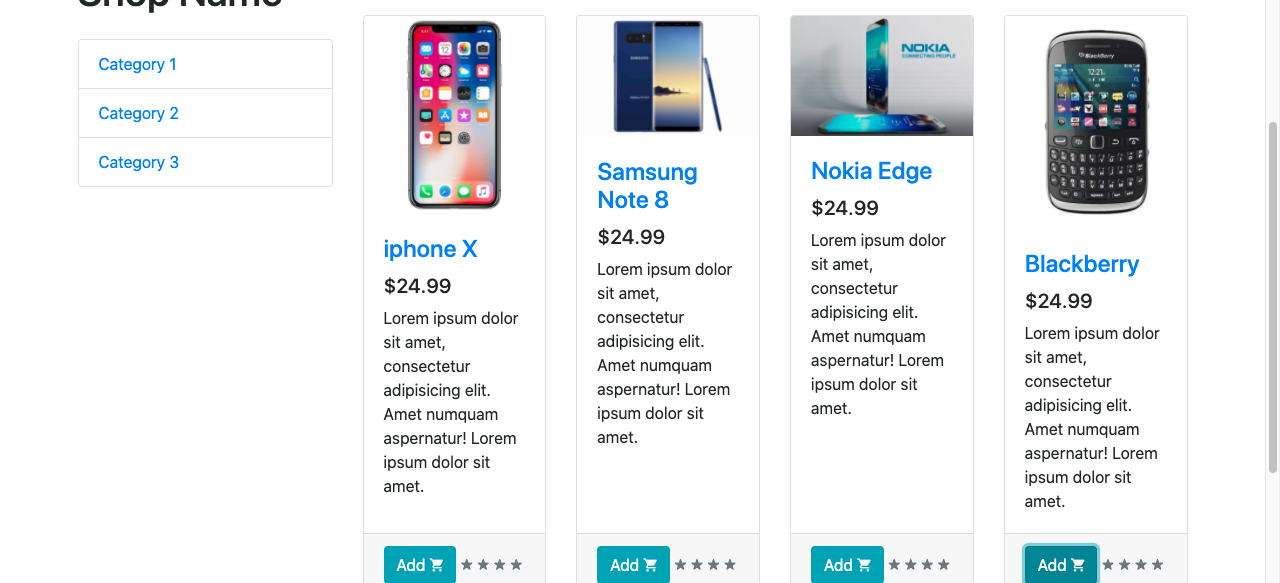 Shop Name
Category 1
Category 2
Category 3
iphone X
$24.99
Lorem ipsum dolor
sit amet,
consectetur
adipisicing elit.
Amet numquam
aspernatur! Lorem
ipsum dolor sit
amet.
Add
Samsung
Note 8
$24.99
Lorem ipsum dolor
sit amet,
consectetur
adipisicing elit.
Amet numquam
aspernatur! Lorem
ipsum dolor sit
amet.
Add
NOKIA
CONNECTING PEOPLE
Nokia Edge
$24.99
Lorem ipsum dolor
sit amet,
consectetur
adipisicing elit.
Amet numquam
aspernatur! Lorem
ipsum dolor sit
amet.
Add
BlackBerry
12:21
Blackberry
$24.99
Lorem ipsum dolor
sit amet,
consectetur
adipisicing elit.
Amet numquam
aspernatur! Lorem
ipsum dolor sit
amet.
Add